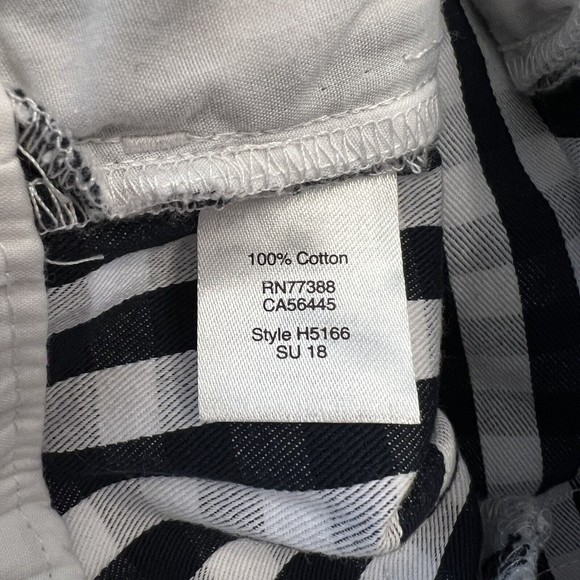 100% Cotton
RN77388
CA56445
Style H5166
SU 18